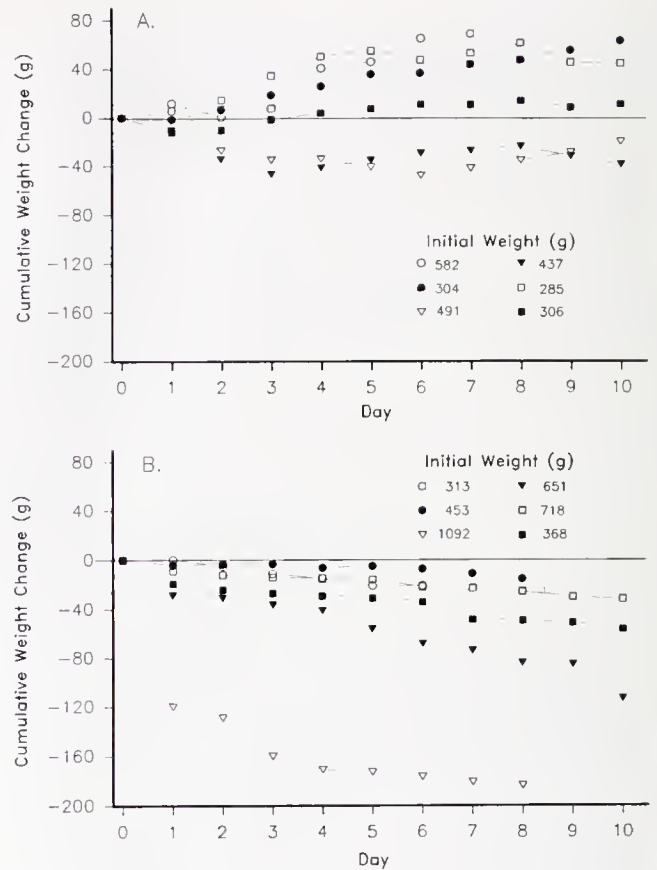 A.
Cumulative Weight Change (g)
80
40
0
−40
−80
−120
−160
−200
Initial Weight (g)
582
437
304
285
491
306
0 1 2 3 4 5 6 7 8 9 10
Day
B.
Cumulative Weight Change (g)
80
40
0
−40
−80
−120
−160
−200
Initial Weight (g)
313
651
453
718
1092
368
0 1 2 3 4 5 6 7 8 9 10
Day